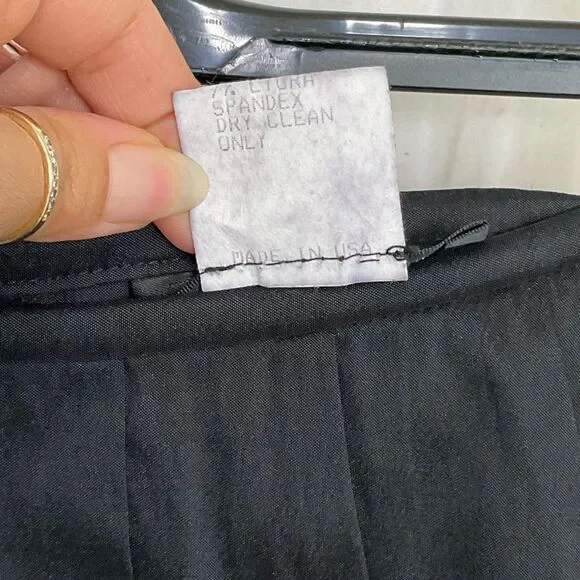 7% LYCRA
SPANDEX
DRY CLEAN
ONLY
MADE IN USA